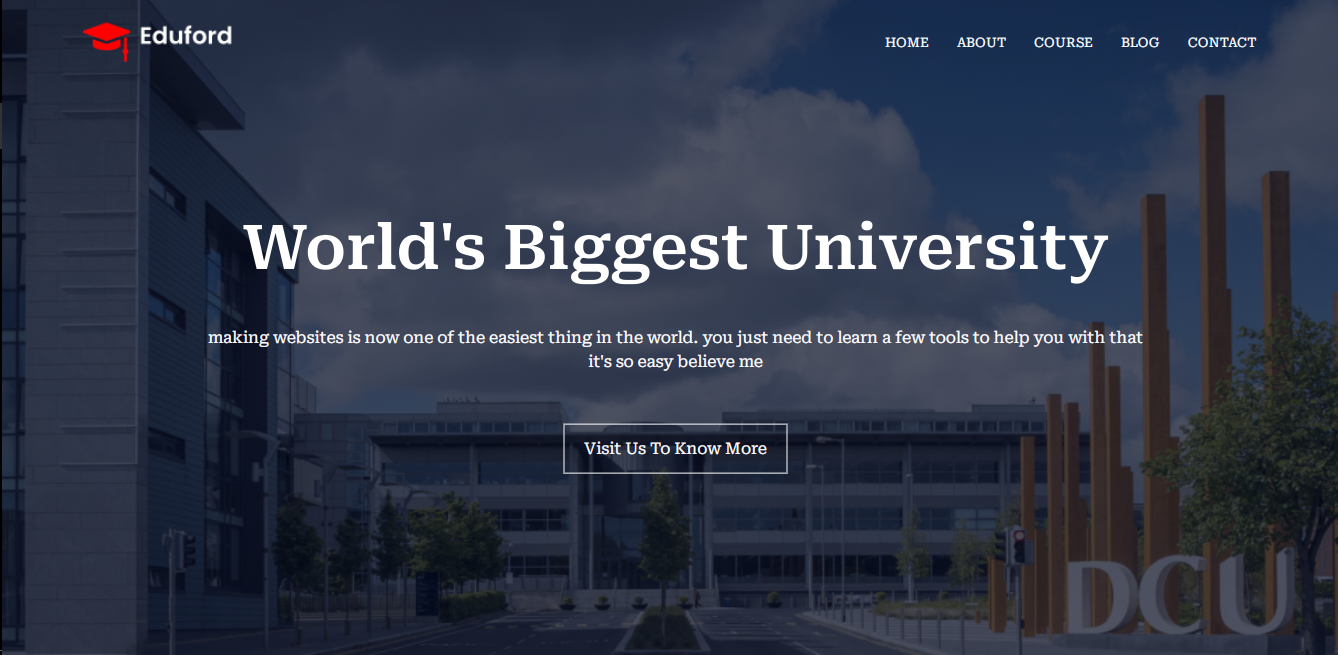 Eduford
HOME ABOUT COURSE BLOG CONTACT
World's Biggest University
making websites is now one of the easiest thing in the world. you just need to learn a few tools to help you with that
it's so easy believe me
Visit Us To Know More
DCU